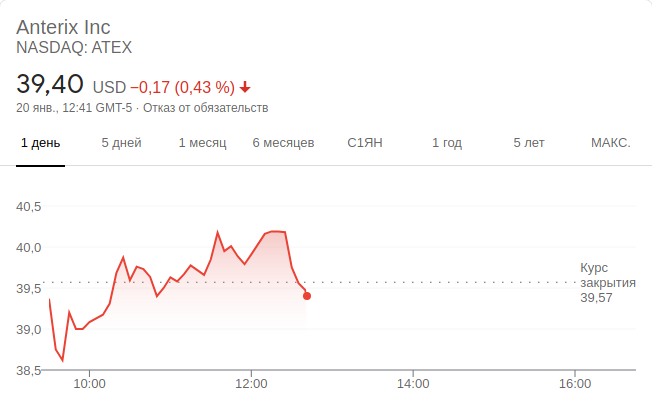 Anterix Inc
NASDAQ: ATEX
39,40 USD −0,17 (0,43 %)
20 янв., 12:41 GMT-5 · Отказ от обязательств
1 день 5 дней 1 месяц 6 месяцев С1ЯН 1 год 5 лет МАКС.
40,5
40,0
39,5
39,0
38,5
Курс
закрытия
39,57
10:00 12:00 14:00 16:00